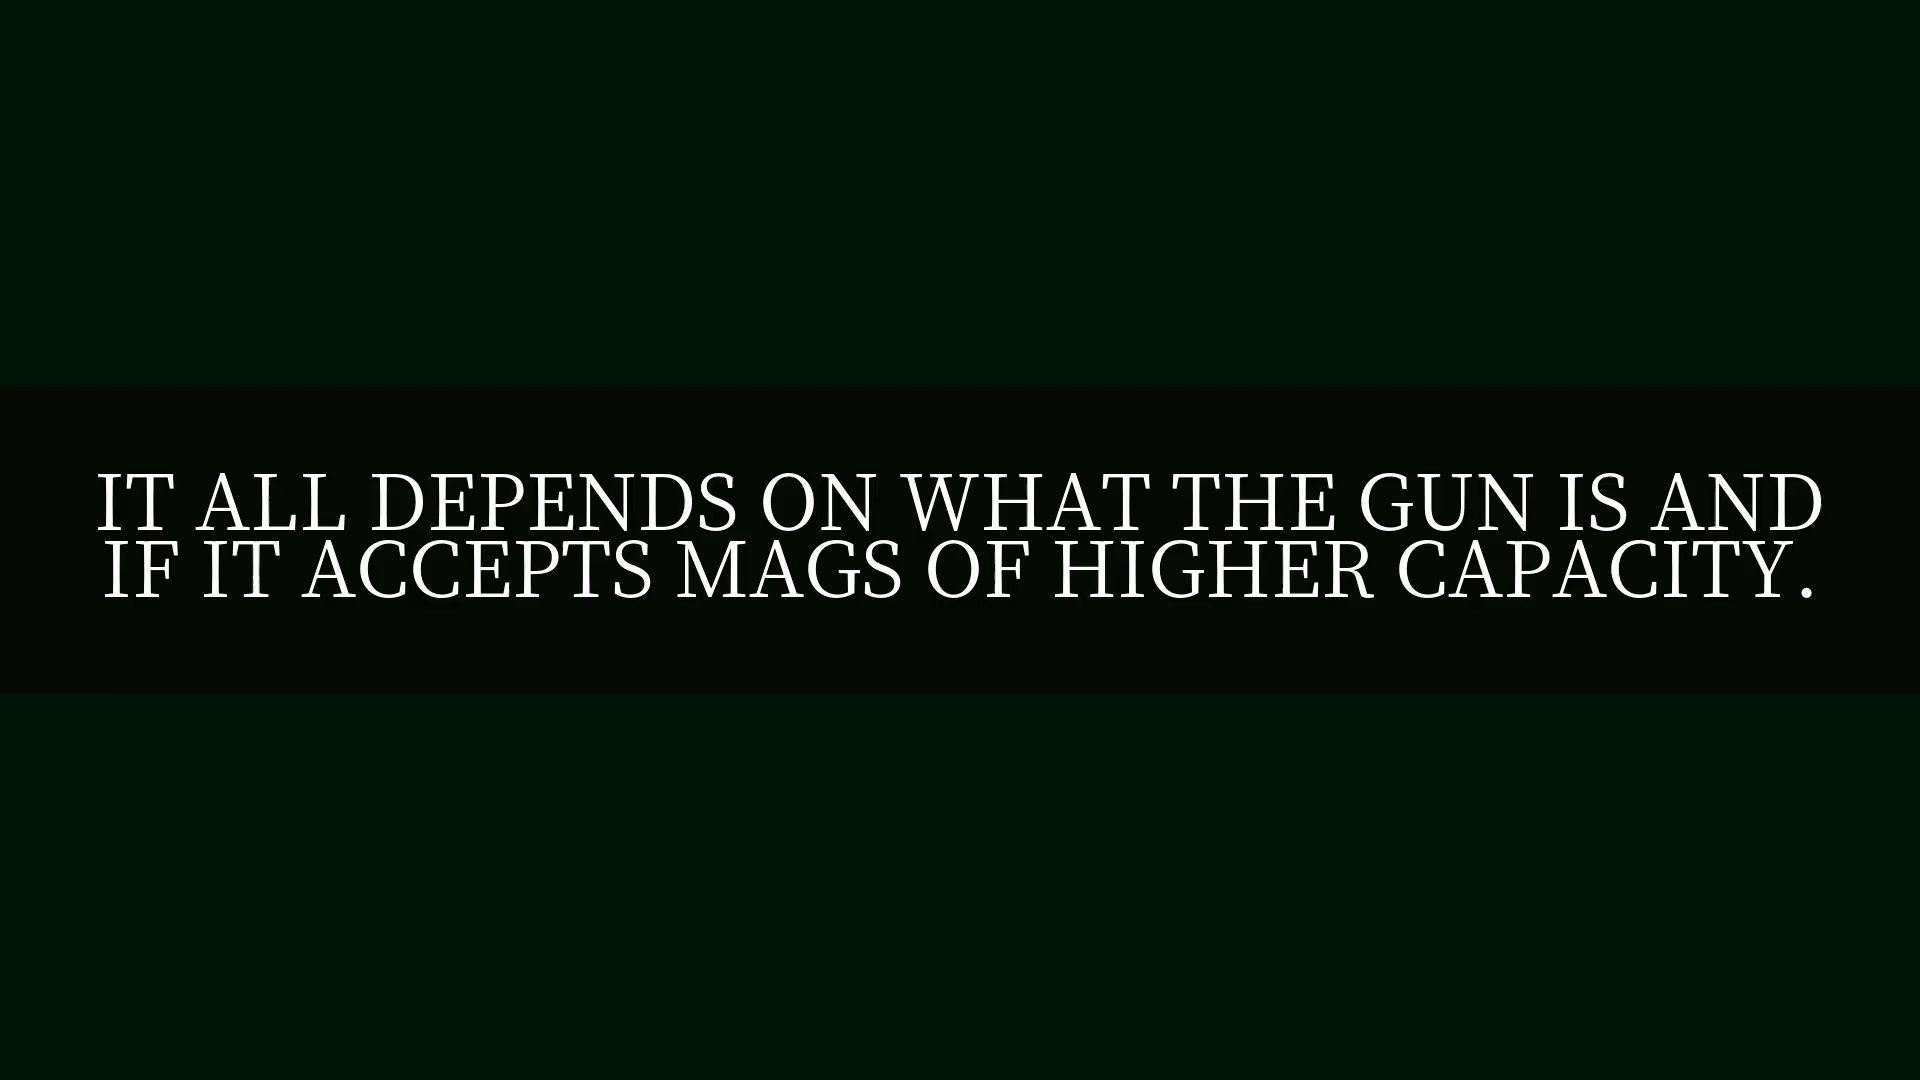 IT ALL DEPENDS ON WHAT THE GUN IS AND
IF IT ACCEPTS MAGS OF HIGHER CAPACITY.